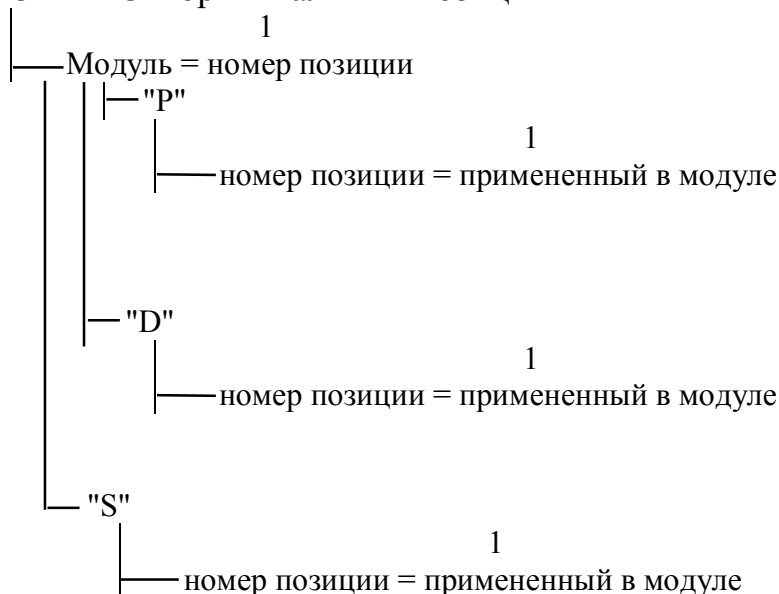 1
Модуль = номер позиции
"P"
1
номер позиции = примененный в модуле
"D"
1
номер позиции = примененный в модуле
"S"
1
номер позиции = примененный в модуле